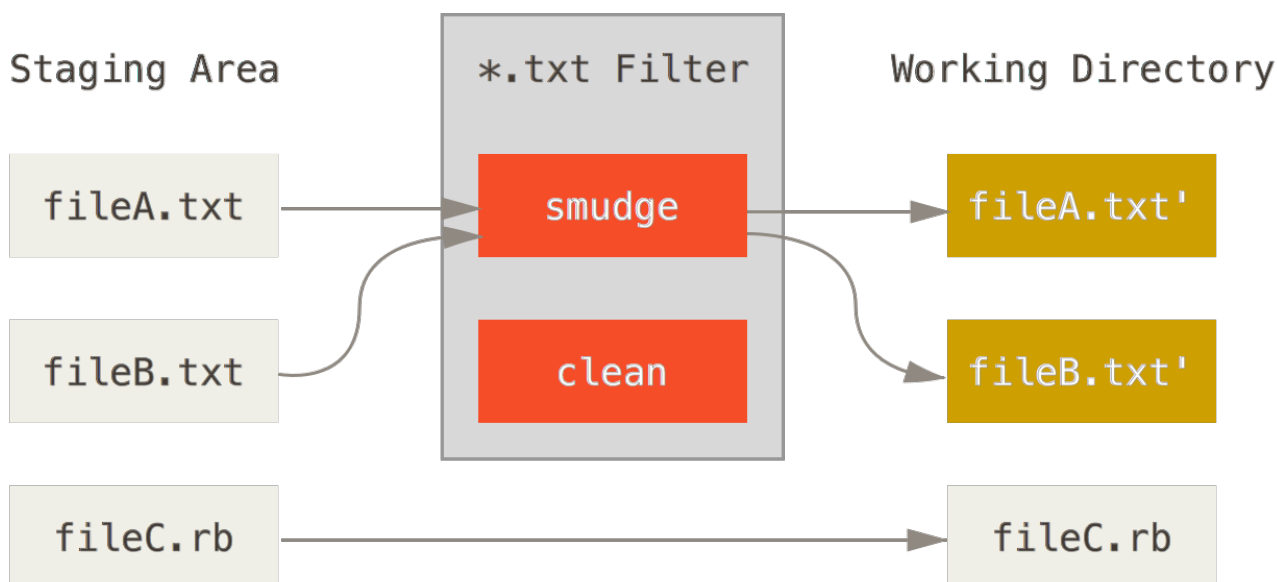 Staging Area
*.txt Filter
Working Directory
fileA.txt
smudge
fileA.txt'
fileB.txt
clean
fileB.txt'
fileC.rb
fileC.rb